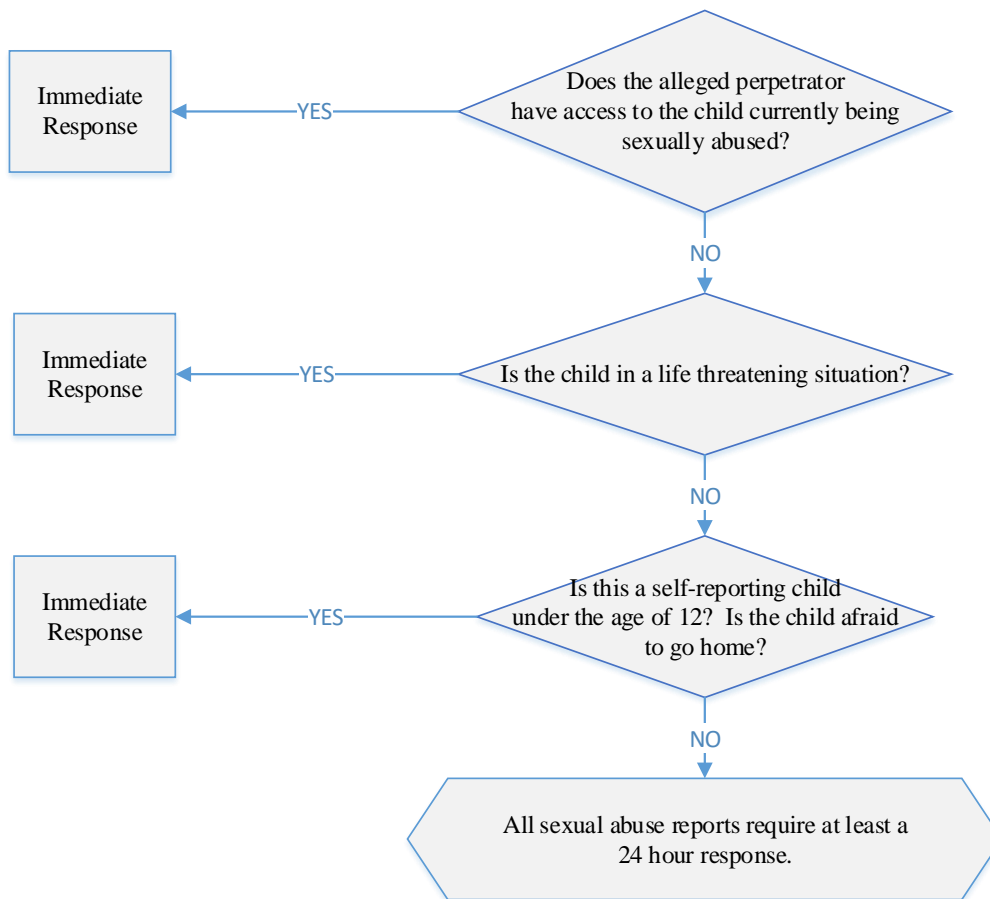 Does the alleged perpetrator
have access to the child currently being
sexually abused?
YES
Immediate
Response
NO
Is the child in a life threatening situation?
YES
Immediate
Response
NO
Is this a self-reporting child
under the age of 12?  Is the child afraid
to go home?
YES
Immediate
Response
NO
All sexual abuse reports require at least a
24 hour response.